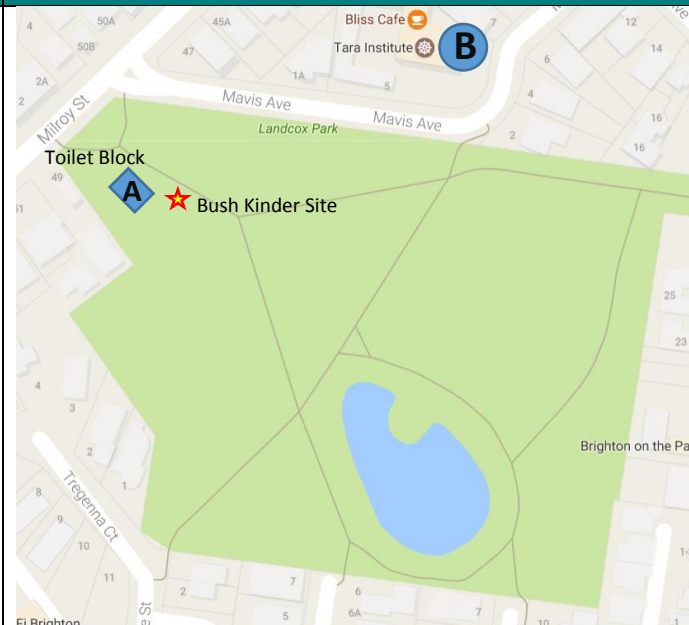 4
50A
45A
Bliss Cafe
7
12
50B
47
Tara Institute
B
14
2A
1A
5
6
2
Mavis Ave
4
16
Milroy St
Landcox Park
Mavis Ave
2
16
Toilet Block
49
A
Bush Kinder Site
51
25
23
4
3
Brighton on the Pa
2
1
8
Tregenna Ct
9
10
11
7
6
2
5
6A
7
10
1
e St